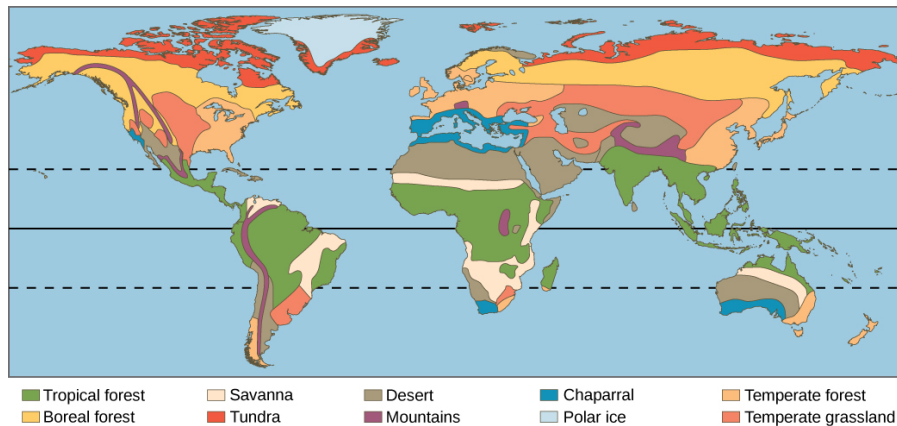 Tropical forest Savanna Desert Chaparral Temperate forest
Boreal forest Tundra Mountains Polar ice Temperate grassland